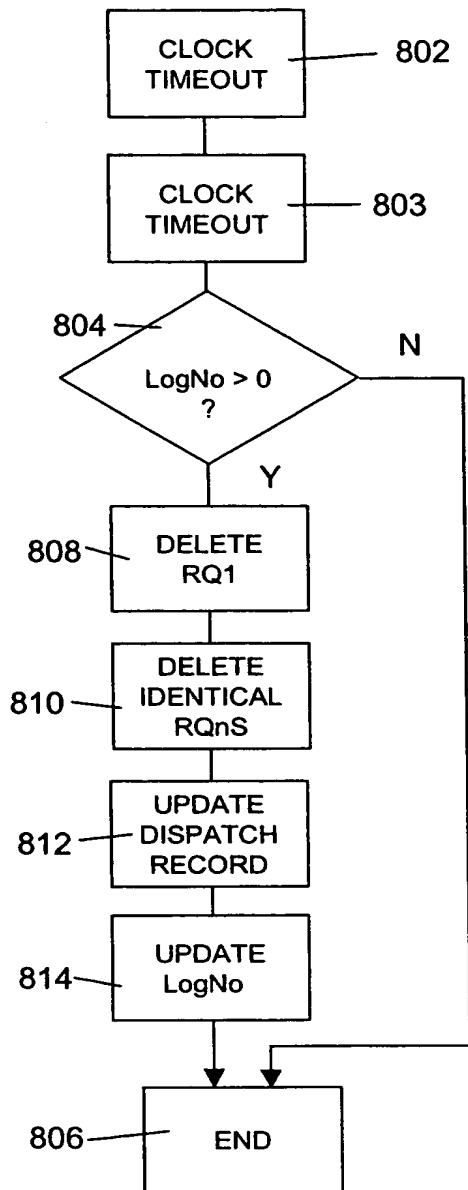 CLOCK
TIMEOUT
802
CLOCK
TIMEOUT
803
804
LogNo > 0
?
N
Y
808
DELETE
RQ1
810
DELETE
IDENTICAL
RQnS
812
UPDATE
DISPATCH
RECORD
814
UPDATE
LogNo
806
END